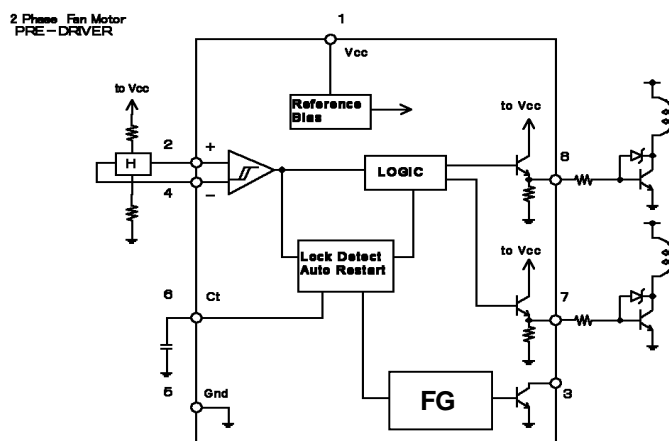 2 Phase Fan Motor
PRE-DRIVER
1
Vcc
to Vcc
Reference
Bias
to Vcc
2
+
H
4
-
LOGIC
8
Lock Detect
Auto Restart
to Vcc
6
Ct
7
5
Gnd
FG
3